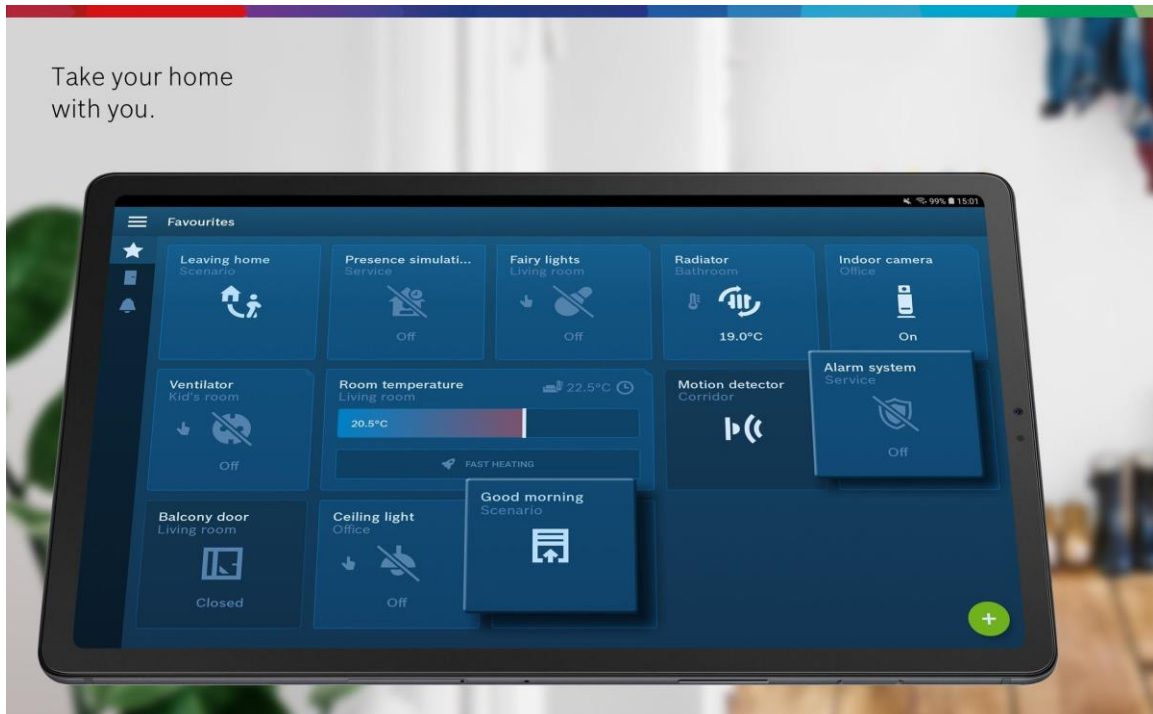 Take your home
with you.
99% 15:01
Favourites
Leaving home
Scenario
Presence simulati...
Service
Off
Fairy lights
Living room
Off
Radiator
Bathroom
19.0°C
Indoor camera
Office
On
Ventilator
Kid's room
Off
Room temperature
Living room
22.5°C
20.5°C
FAST HEATING
Motion detector
Corridor
Alarm system
Service
Off
Balcony door
Living room
Closed
Ceiling light
Office
Off
Good morning
Scenario
+